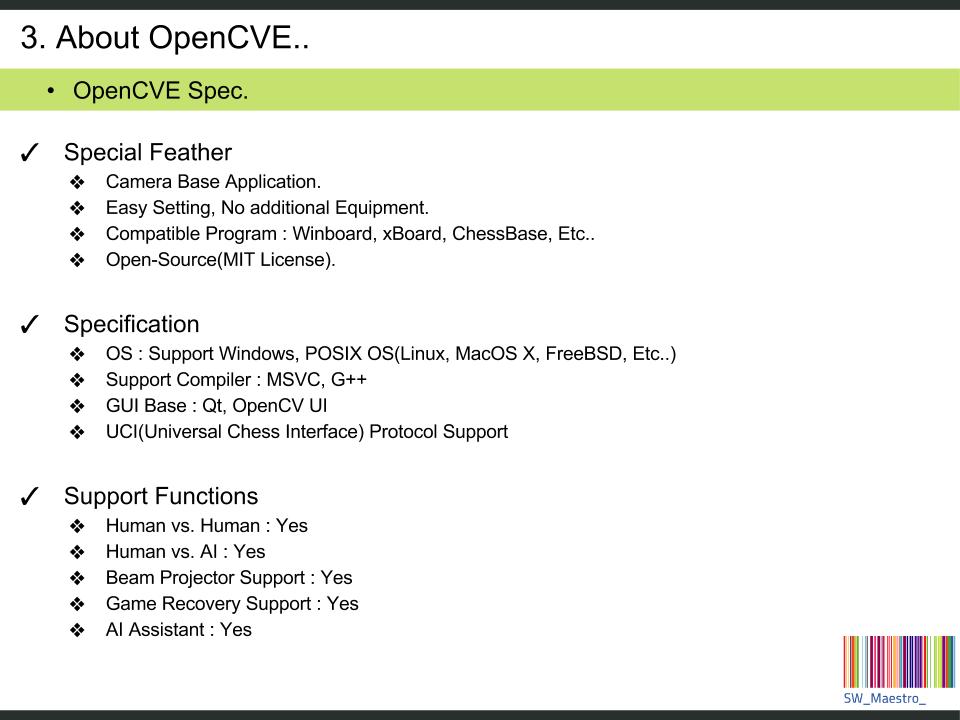 3. About OpenCVE..
• OpenCVE Spec.
✓ Special Feather
❖ Camera Base Application.
❖ Easy Setting, No additional Equipment.
❖ Compatible Program : Winboard, xBoard, ChessBase, Etc..
❖ Open-Source(MIT License).
✓ Specification
❖ OS : Support Windows, POSIX OS(Linux, MacOS X, FreeBSD, Etc..)
❖ Support Compiler : MSVC, G++
❖ GUI Base : Qt, OpenCV UI
❖ UCI(Universal Chess Interface) Protocol Support
✓ Support Functions
❖ Human vs. Human : Yes
❖ Human vs. AI : Yes
❖ Beam Projector Support : Yes
❖ Game Recovery Support : Yes
❖ AI Assistant : Yes
SW_Maestro_